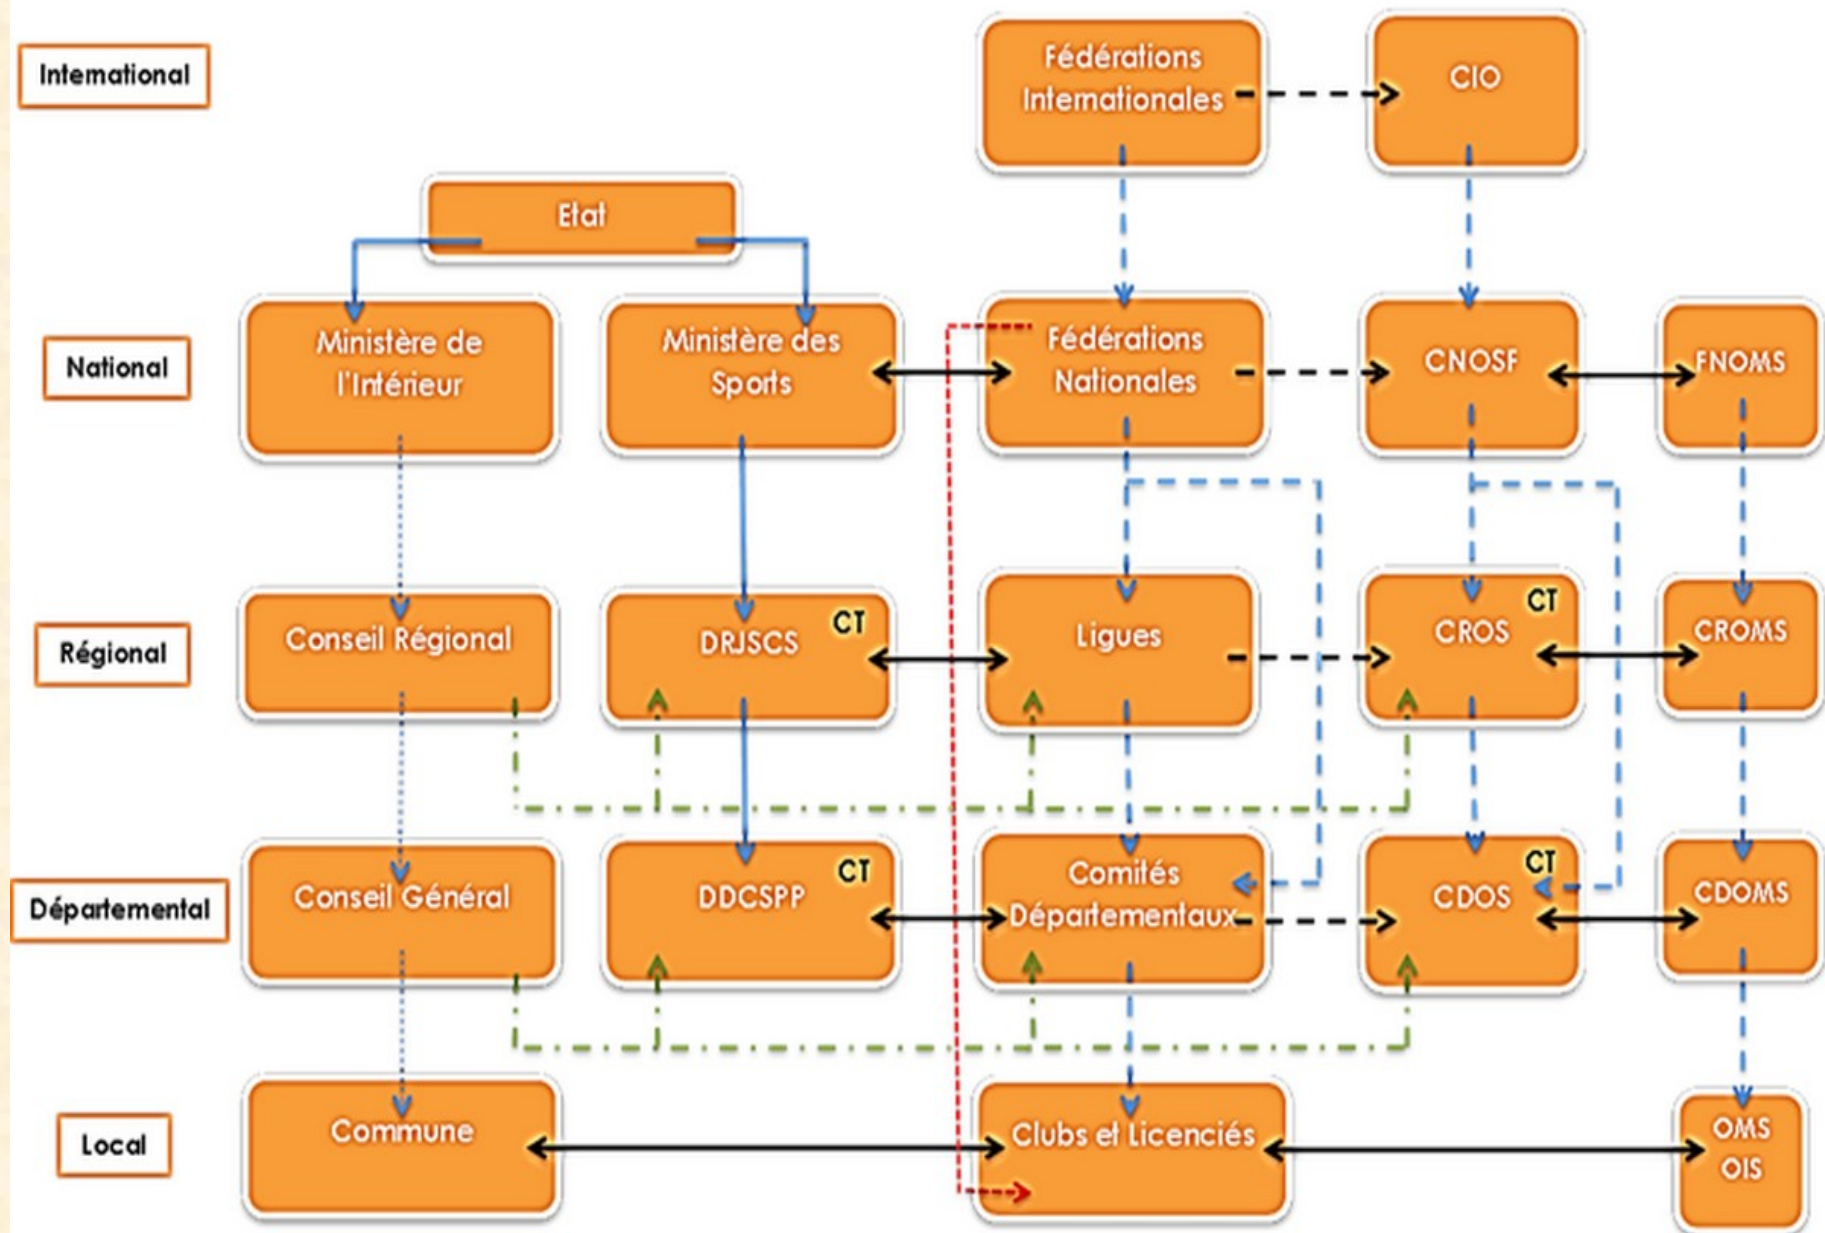 International
Fédérations
Internationales
CIO
Etat
National
Ministère de
l'Intérieur
Ministère des
Sports
Fédérations
Nationales
CNOSF
FNOMS
Régional
Conseil Régional
DRJSCS
CT
Ligues
CROS
CT
CROMS
Départemental
Conseil Général
DDCSPP
CT
Comités
Départementaux
CDOS
CT
CDOMS
Local
Commune
Clubs et Licenciés
OMS
OIS